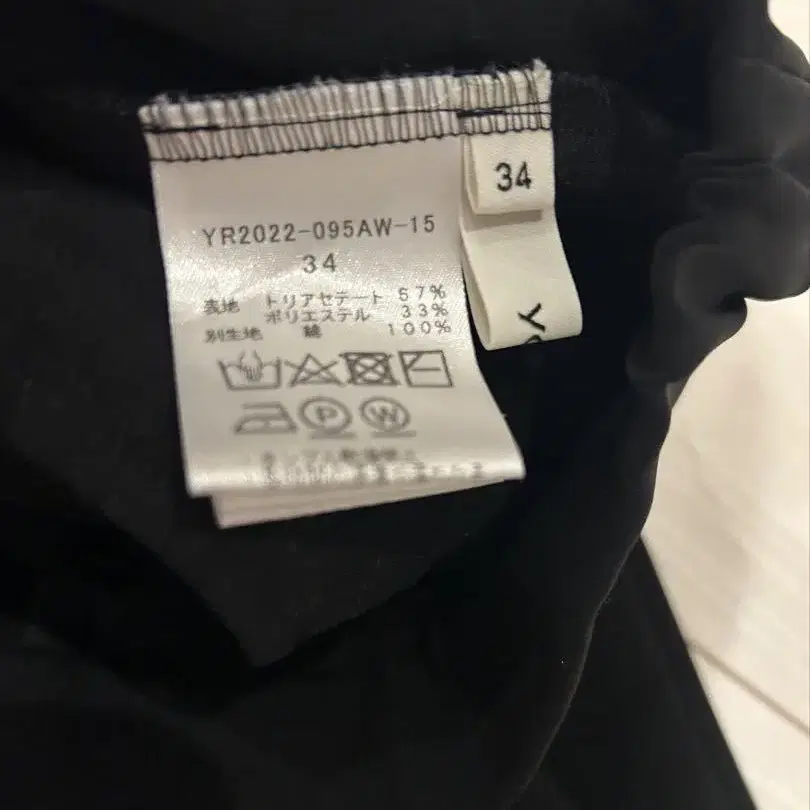 34
YR2022-095AW-15
34
表地 トリアセテート 67%
ポリエステル 33%
別生地 綿 100%
P W